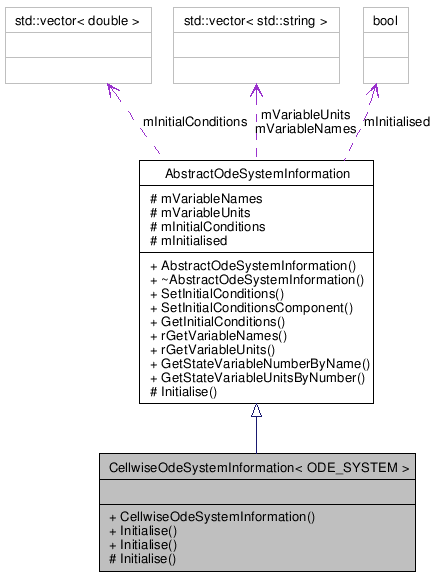 std::vector< double >
std::vector< std::string >
bool
mInitialConditions
mVariableUnits
mVariableNames
mInitialised
AbstractOdeSystemInformation
# mVariableNames
# mVariableUnits
# mInitialConditions
# mInitialised
+ AbstractOdeSystemInformation()
+ ~AbstractOdeSystemInformation()
+ SetInitialConditions()
+ SetInitialConditionsComponent()
+ GetInitialConditions()
+ rGetVariableNames()
+ rGetVariableUnits()
+ GetStateVariableNumberByName()
+ GetStateVariableUnitsByNumber()
# Initialise()
CellwiseOdeSystemInformation< ODE_SYSTEM >
+ CellwiseOdeSystemInformation()
+ Initialise()
+ Initialise()
# Initialise()